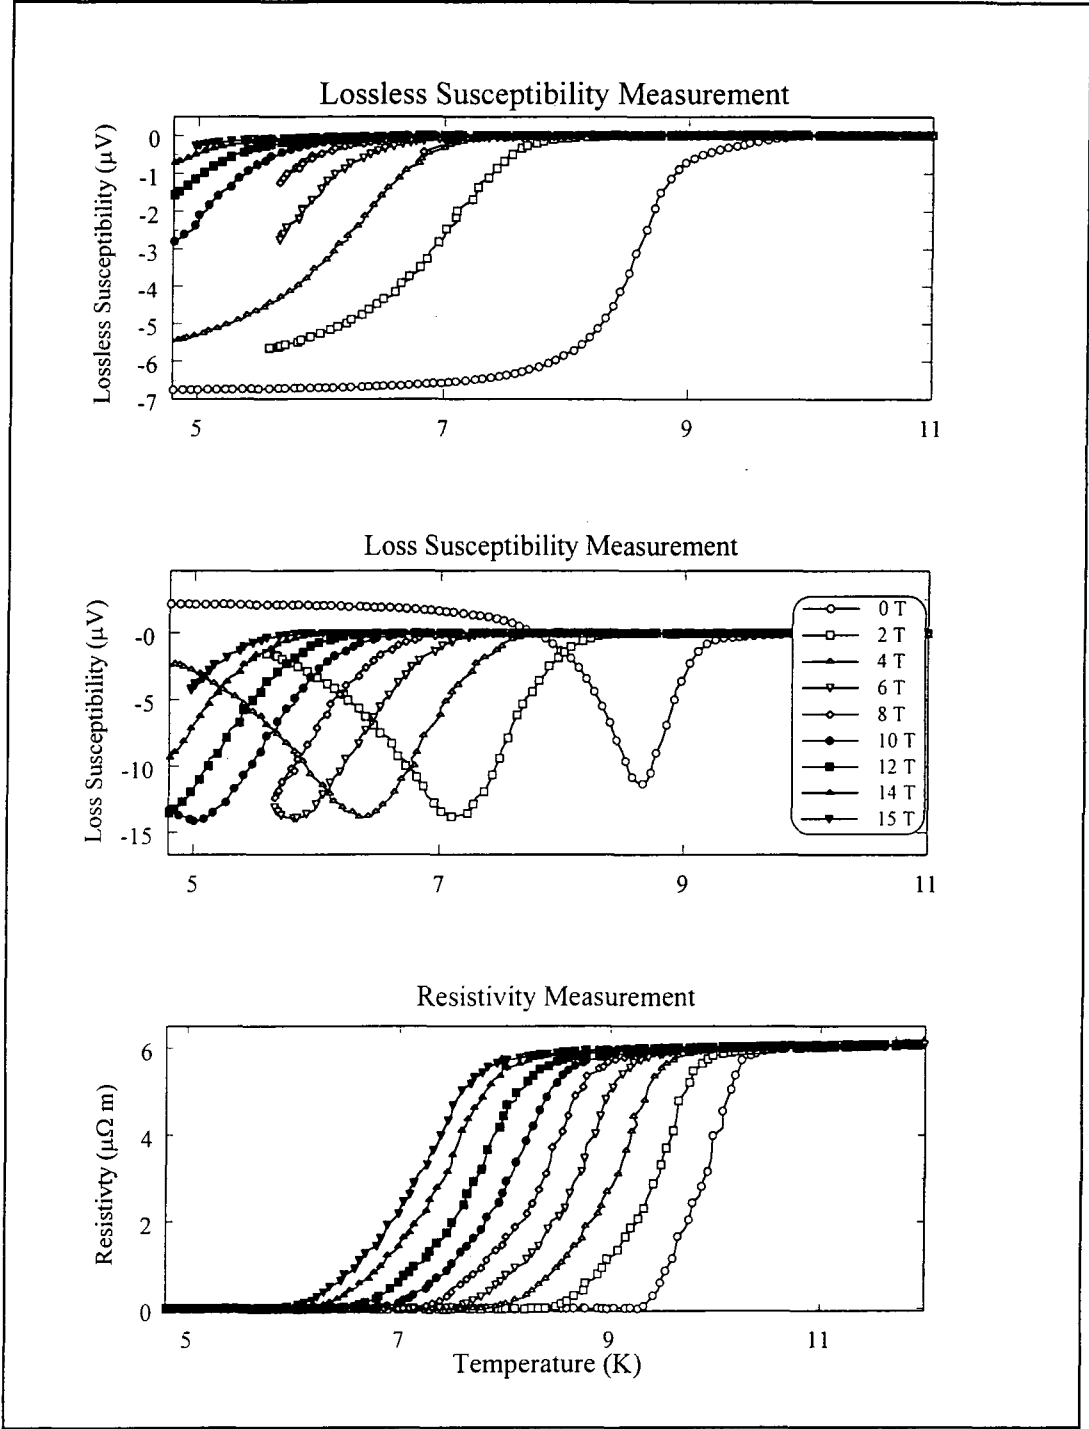 Lossless Susceptibility Measurement
Lossless Susceptibility (μV)
0
-1
-2
-3
-4
-5
-6
-7
5 7 9 11
Loss Susceptibility Measurement
Loss Susceptibility (μV)
-0
-5
-10
-15
5 7 9 11
0 T
2 T
4 T
6 T
8 T
10 T
12 T
14 T
15 T
Resistivity Measurement
Resistivty (μΩ m)
6
4
2
0
5 7 9 11
Temperature (K)